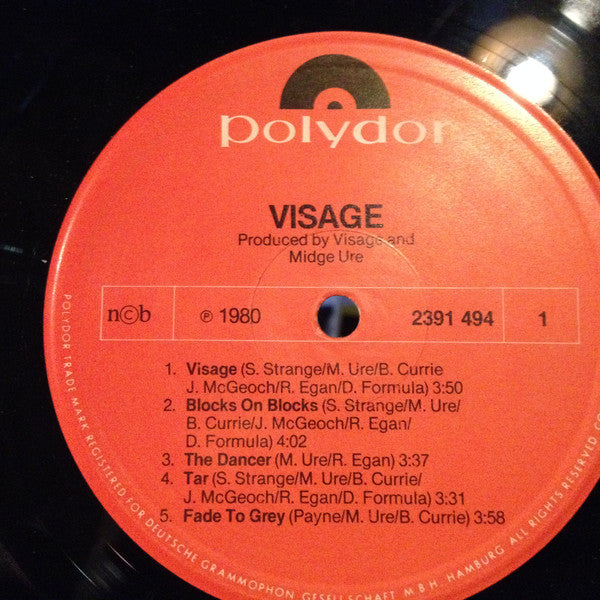 polydor
VISAGE
Produced by Visage and
Midge Ure
n©b
℗ 1980
2391 494
1
1. Visage (S. Strange/M. Ure/B. Currie
J. McGeoch/R. Egan/D. Formula) 3:50
2. Blocks On Blocks (S. Strange/M. Ure/
B. Currie/J. McGeoch/R. Egan/
D. Formula) 4:02
3. The Dancer (M. Ure/R. Egan) 3:37
4. Tar (S. Strange/M. Ure/B. Currie/
J. McGeoch/R. Egan/D. Formula) 3:31
5. Fade To Grey (Payne/M. Ure/B. Currie) 3:58
POLYDOR TRADE MARK REGISTERED FOR DEUTSCHE GRAMMOPHON GESELLSCHAFT M B H. HAMBURG ALL RIGHTS RESERVED